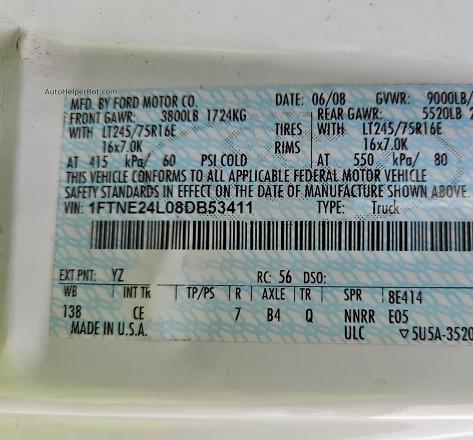 AutoHelperBot.com
MFD. BY FORD MOTOR CO. DATE: 06/08 GVWR: 9000LB/
FRONT GAWR: 3800LB 1724KG REAR GAWR: 5520LB 2
WITH LT245/75R16E TIRES WITH LT245/75R16E
16x7.0K RIMS 16x7.0K
AT 415 kPa/ 60 PSI COLD AT 550 kPa/ 80
THIS VEHICLE CONFORMS TO ALL APPLICABLE FEDERAL MOTOR VEHICLE
SAFETY STANDARDS IN EFFECT ON THE DATE OF MANUFACTURE SHOWN ABOVE.
VIN: 1FTNE24L08DB53411 TYPE: Truck
EXT PNT: YZ RC: 56 DSO:
WB INT TR TP/PS R AXLE TR SPR 8E414
138 CE 7 B4 Q NNRR E05
MADE IN U.S.A. ULC ▽5U5A-3520